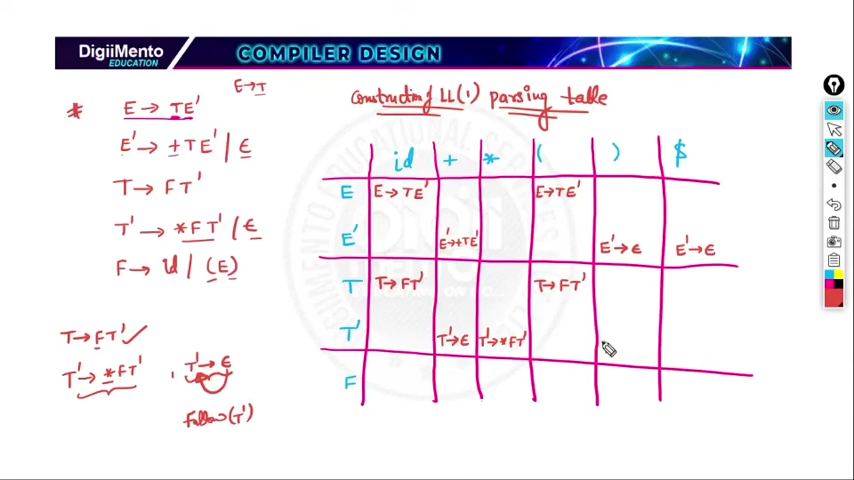 DigiiMento
EDUCATION
COMPILER DESIGN
E→T
* E → TE'
E' → +TE' / ϵ
T → FT'
T' → *FT' / ϵ
F → id / (E)
T → FT' ✓
T' → *FT'
T' → ϵ
Follow(T')
Constructing LL(1) parsing table
id + * ( ) $
E E→TE' E→TE'
E' E'→+TE' E'→ϵ E'→ϵ
T T→FT' T→FT'
T' T'→ϵ T'→*FT'
F